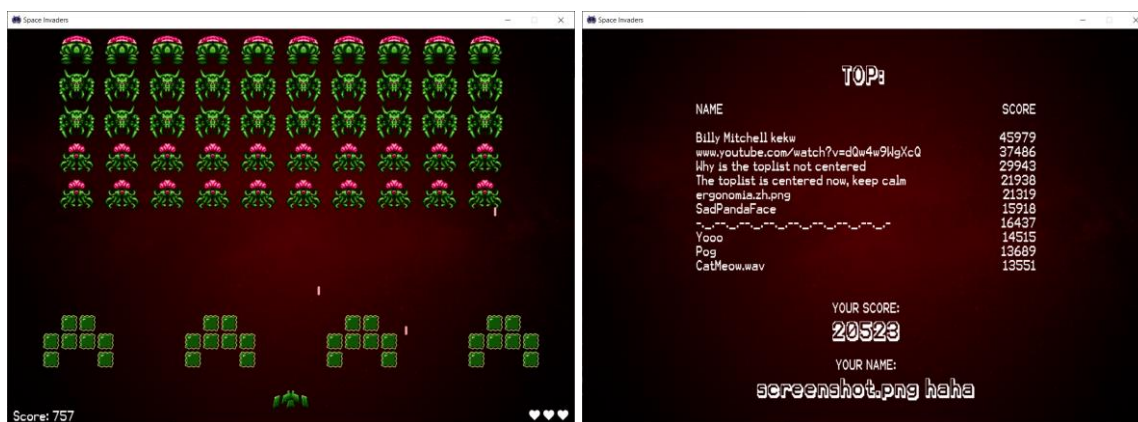 Space Invaders
Score: 757
Space Invaders
TOP:
NAME SCORE
Billy Mitchell kekw 45979
www.youtube.com/watch?v=dQw4w9WgXcQ 37486
Why is the toplist not centered 29943
The toplist is centered now, keep calm 21938
ergonomia.zh.png 21319
SadPandaFace 15918
-_.--._.--._.--._.--._.--._.--._.--._.- 16437
Yooo 14515
Pog 13689
CatMeow.wav 13551
YOUR SCORE:
20523
YOUR NAME:
screenshot.png haha